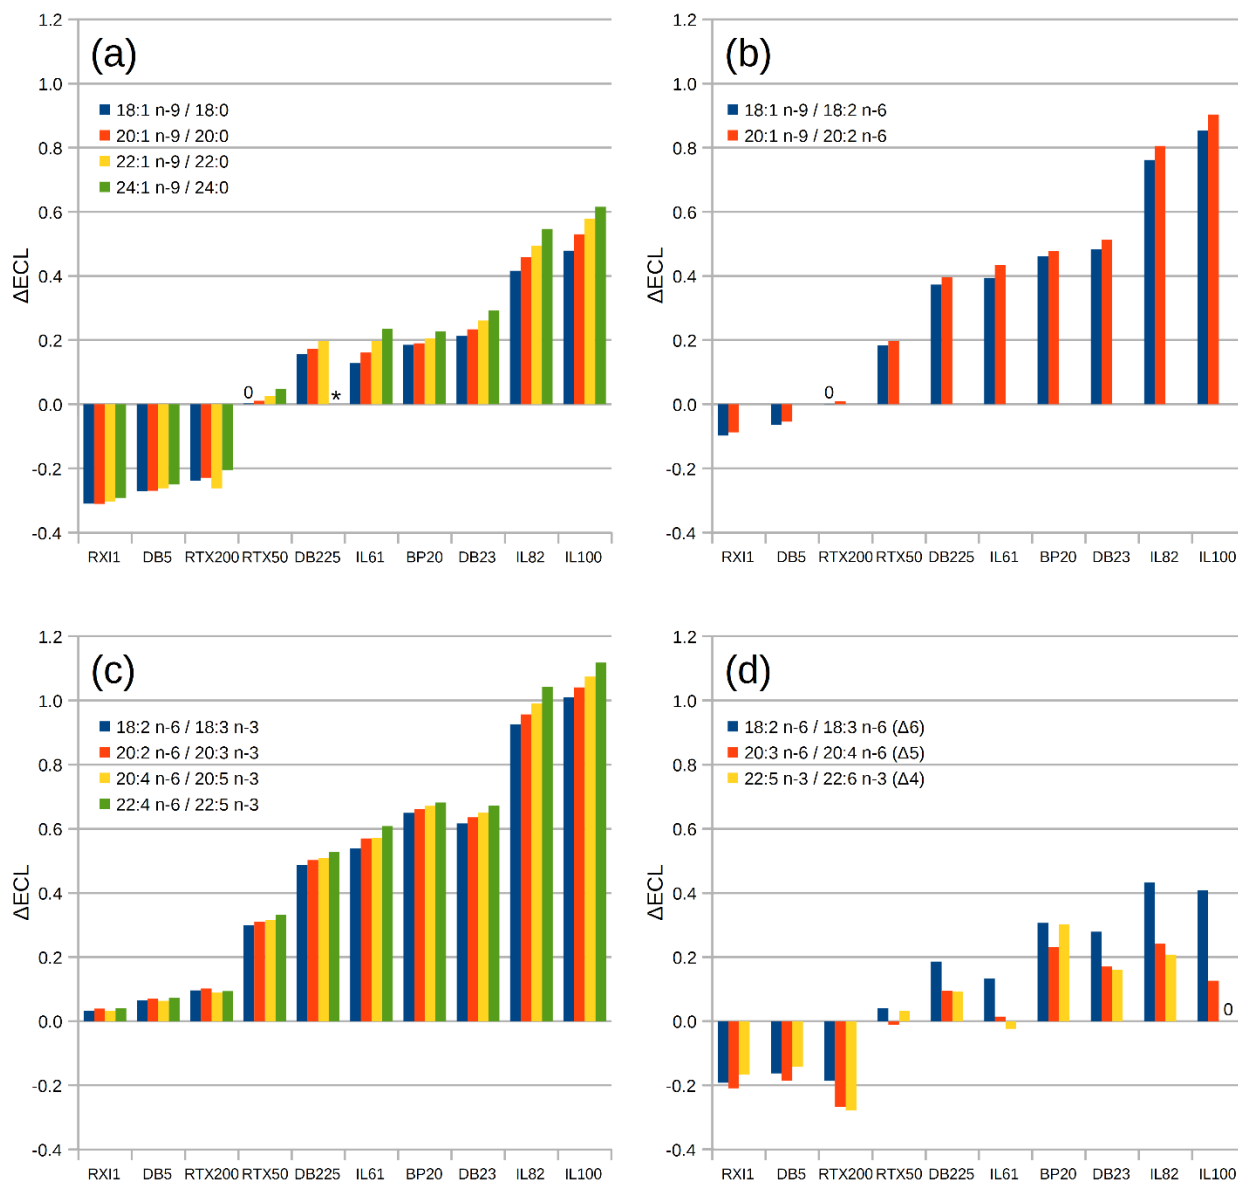 (a)
18:1 n-9 / 18:0
20:1 n-9 / 20:0
22:1 n-9 / 22:0
24:1 n-9 / 24:0
ΔECL
1.2
1.0
0.8
0.6
0.4
0.2
0.0
-0.2
-0.4
0
*
RXI1 DB5 RTX200 RTX50 DB225 IL61 BP20 DB23 IL82 IL100
(b)
18:1 n-9 / 18:2 n-6
20:1 n-9 / 20:2 n-6
ΔECL
1.2
1.0
0.8
0.6
0.4
0.2
0.0
-0.2
-0.4
0
RXI1 DB5 RTX200 RTX50 DB225 IL61 BP20 DB23 IL82 IL100
(c)
18:2 n-6 / 18:3 n-3
20:2 n-6 / 20:3 n-3
20:4 n-6 / 20:5 n-3
22:4 n-6 / 22:5 n-3
ΔECL
1.2
1.0
0.8
0.6
0.4
0.2
0.0
-0.2
-0.4
RXI1 DB5 RTX200 RTX50 DB225 IL61 BP20 DB23 IL82 IL100
(d)
18:2 n-6 / 18:3 n-6 (Δ6)
20:3 n-6 / 20:4 n-6 (Δ5)
22:5 n-3 / 22:6 n-3 (Δ4)
ΔECL
1.2
1.0
0.8
0.6
0.4
0.2
0.0
-0.2
-0.4
0
RXI1 DB5 RTX200 RTX50 DB225 IL61 BP20 DB23 IL82 IL100